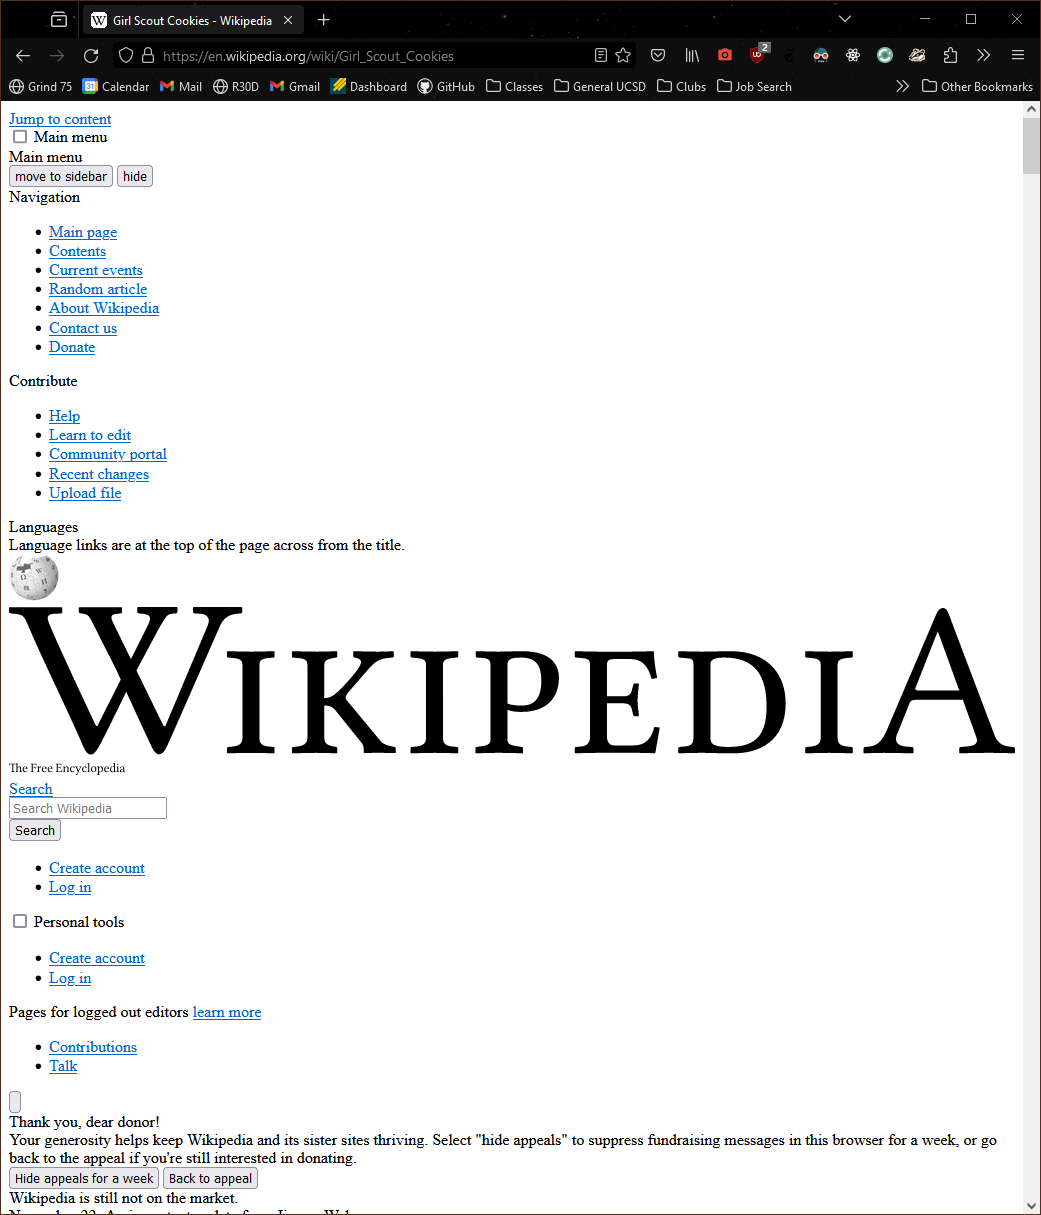 Girl Scout Cookies - Wikipedia
https://en.wikipedia.org/wiki/Girl_Scout_Cookies
2
Grind 75 31 Calendar Mail R30D Gmail Dashboard GitHub Classes General UCSD Clubs Job Search Other Bookmarks
Jump to content
Main menu
Main menu
move to sidebar hide
Navigation
Main page
Contents
Current events
Random article
About Wikipedia
Contact us
Donate
Contribute
Help
Learn to edit
Community portal
Recent changes
Upload file
Languages
Language links are at the top of the page across from the title.
WIKIPEDIA
The Free Encyclopedia
Search
Search Wikipedia
Search
Create account
Log in
Personal tools
Create account
Log in
Pages for logged out editors learn more
Contributions
Talk
Thank you, dear donor!
Your generosity helps keep Wikipedia and its sister sites thriving. Select "hide appeals" to suppress fundraising messages in this browser for a week, or go
back to the appeal if you're still interested in donating.
Hide appeals for a week Back to appeal
Wikipedia is still not on the market.